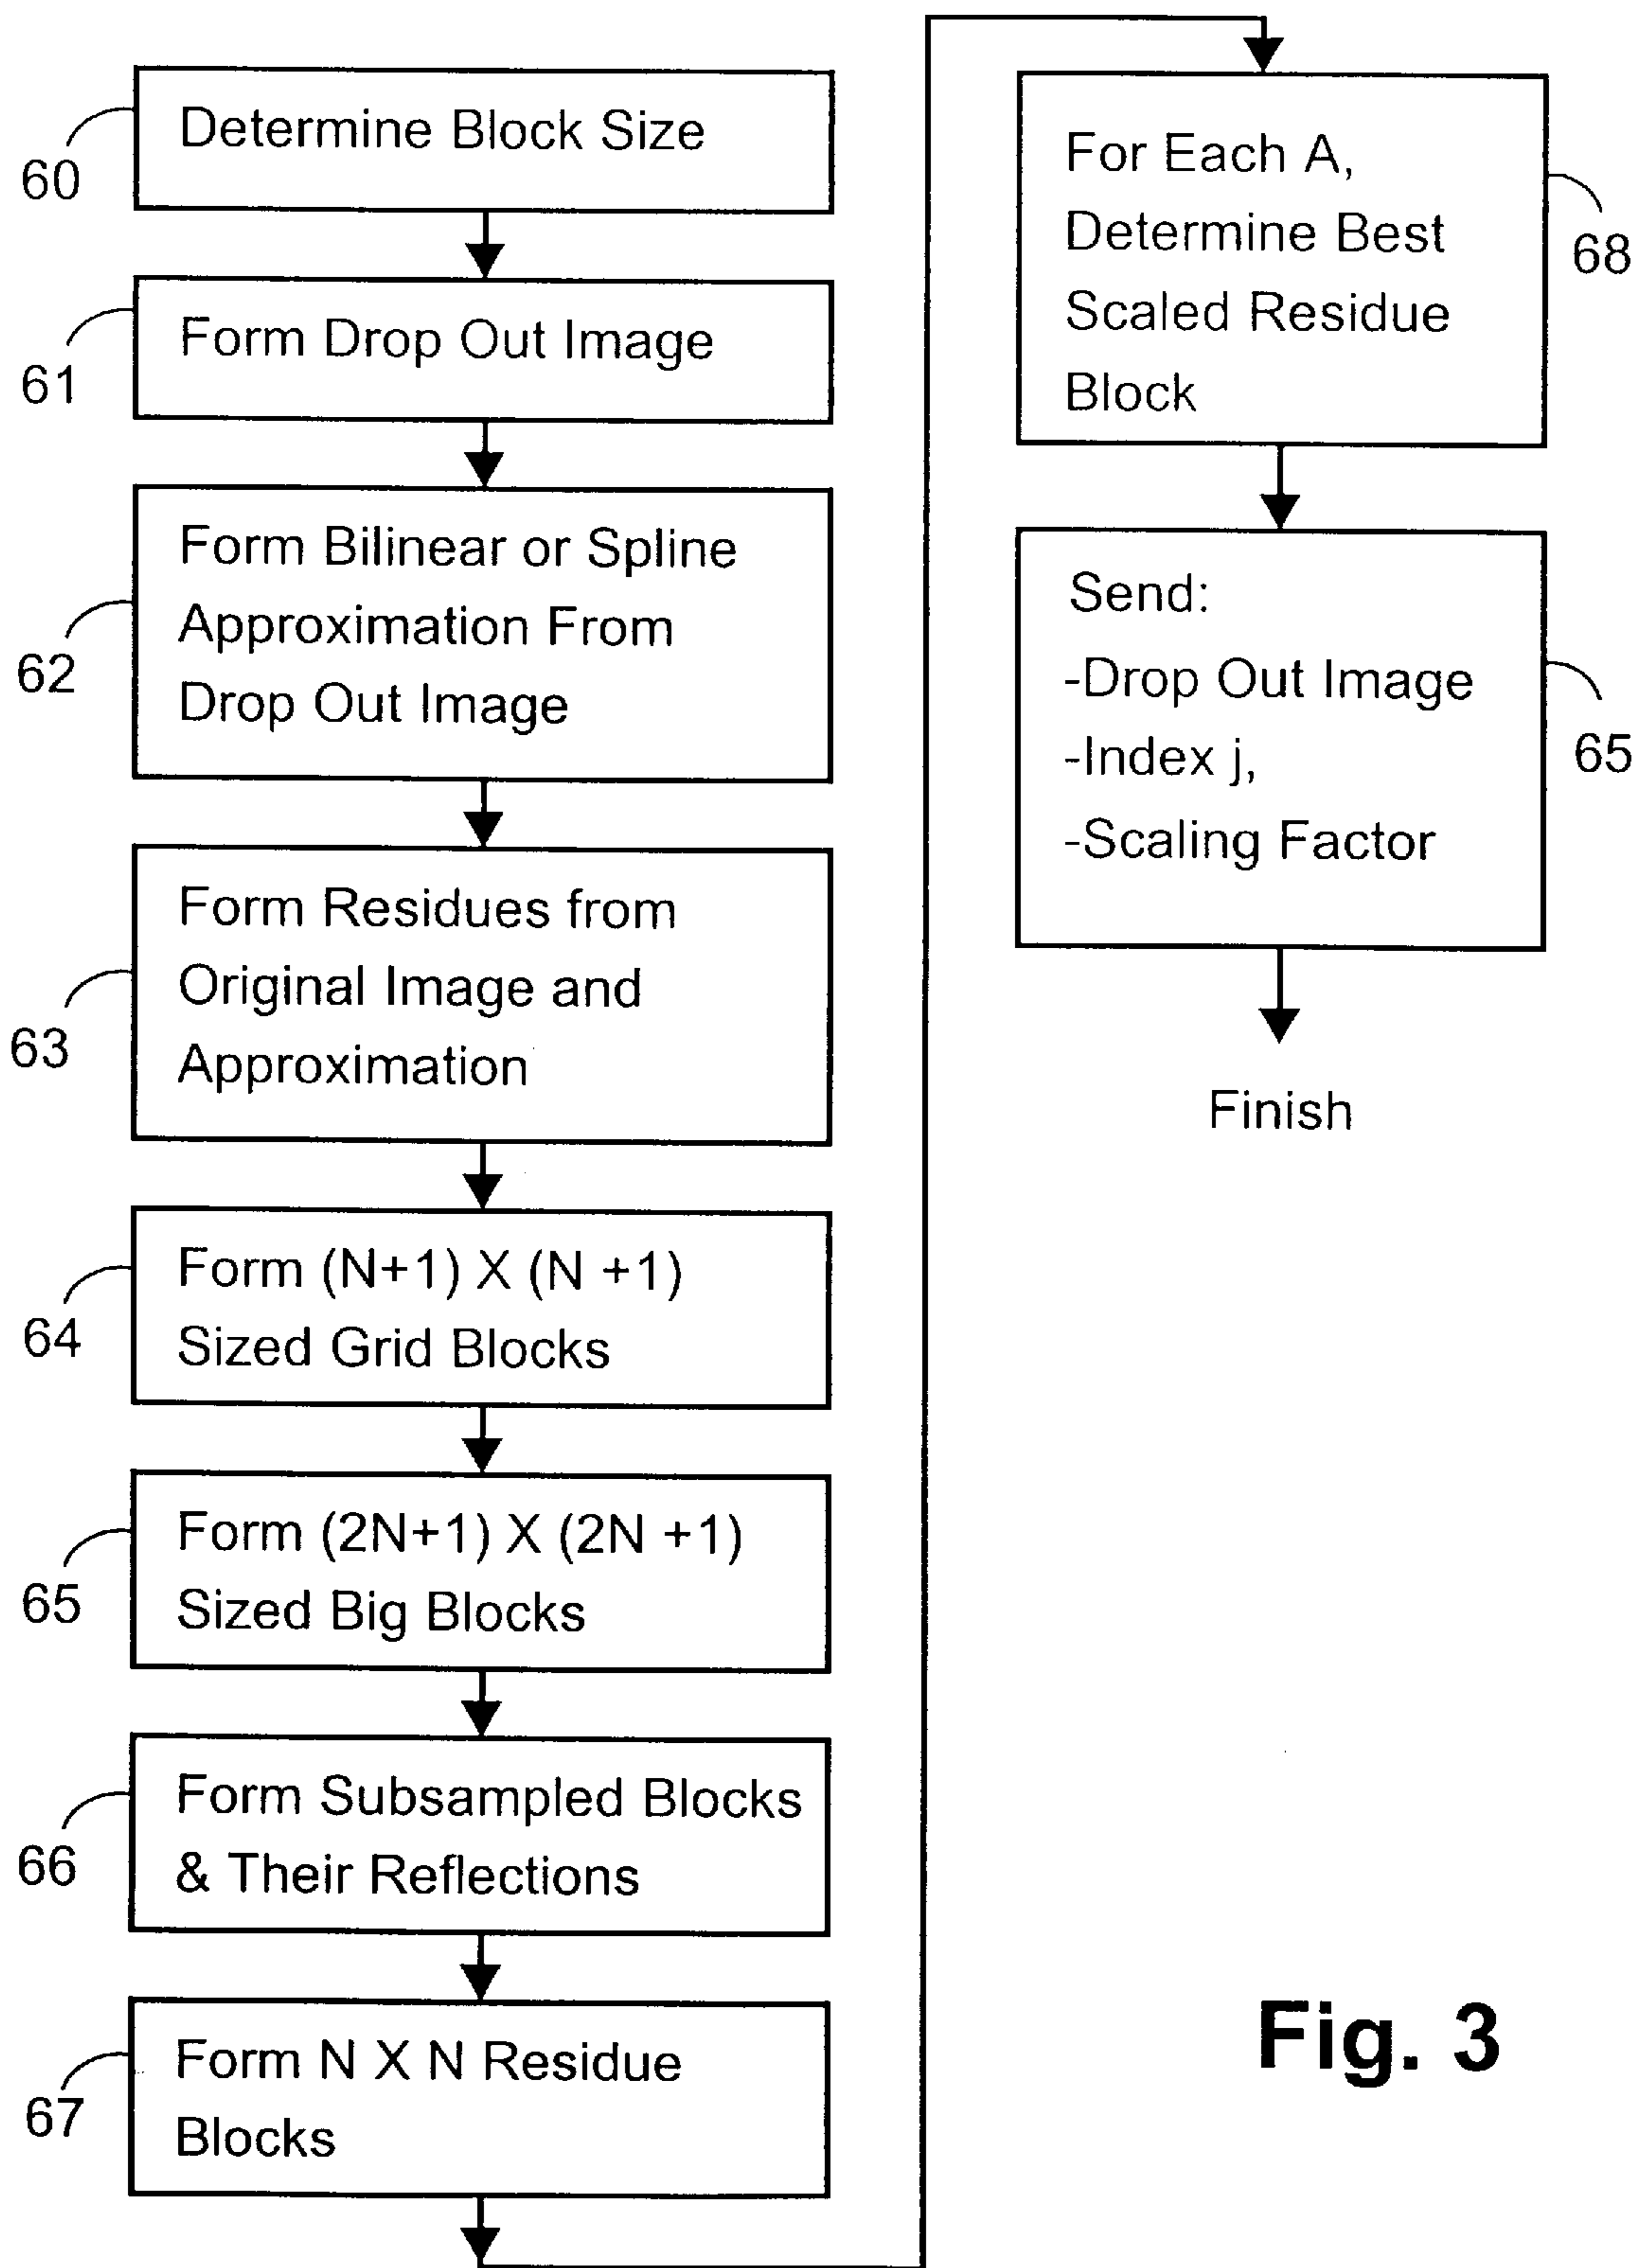 Determine Block Size
60
Form Drop Out Image
61
Form Bilinear or Spline
Approximation From
Drop Out Image
62
Form Residues from
Original Image and
Approximation
63
Form (N+1) X (N +1)
Sized Grid Blocks
64
Form (2N+1) X (2N +1)
Sized Big Blocks
65
Form Subsampled Blocks
& Their Reflections
66
Form N X N Residue
Blocks
67
For Each A,
Determine Best
Scaled Residue
Block
68
Send:
-Drop Out Image
-Index j,
-Scaling Factor
65
Finish
Fig. 3